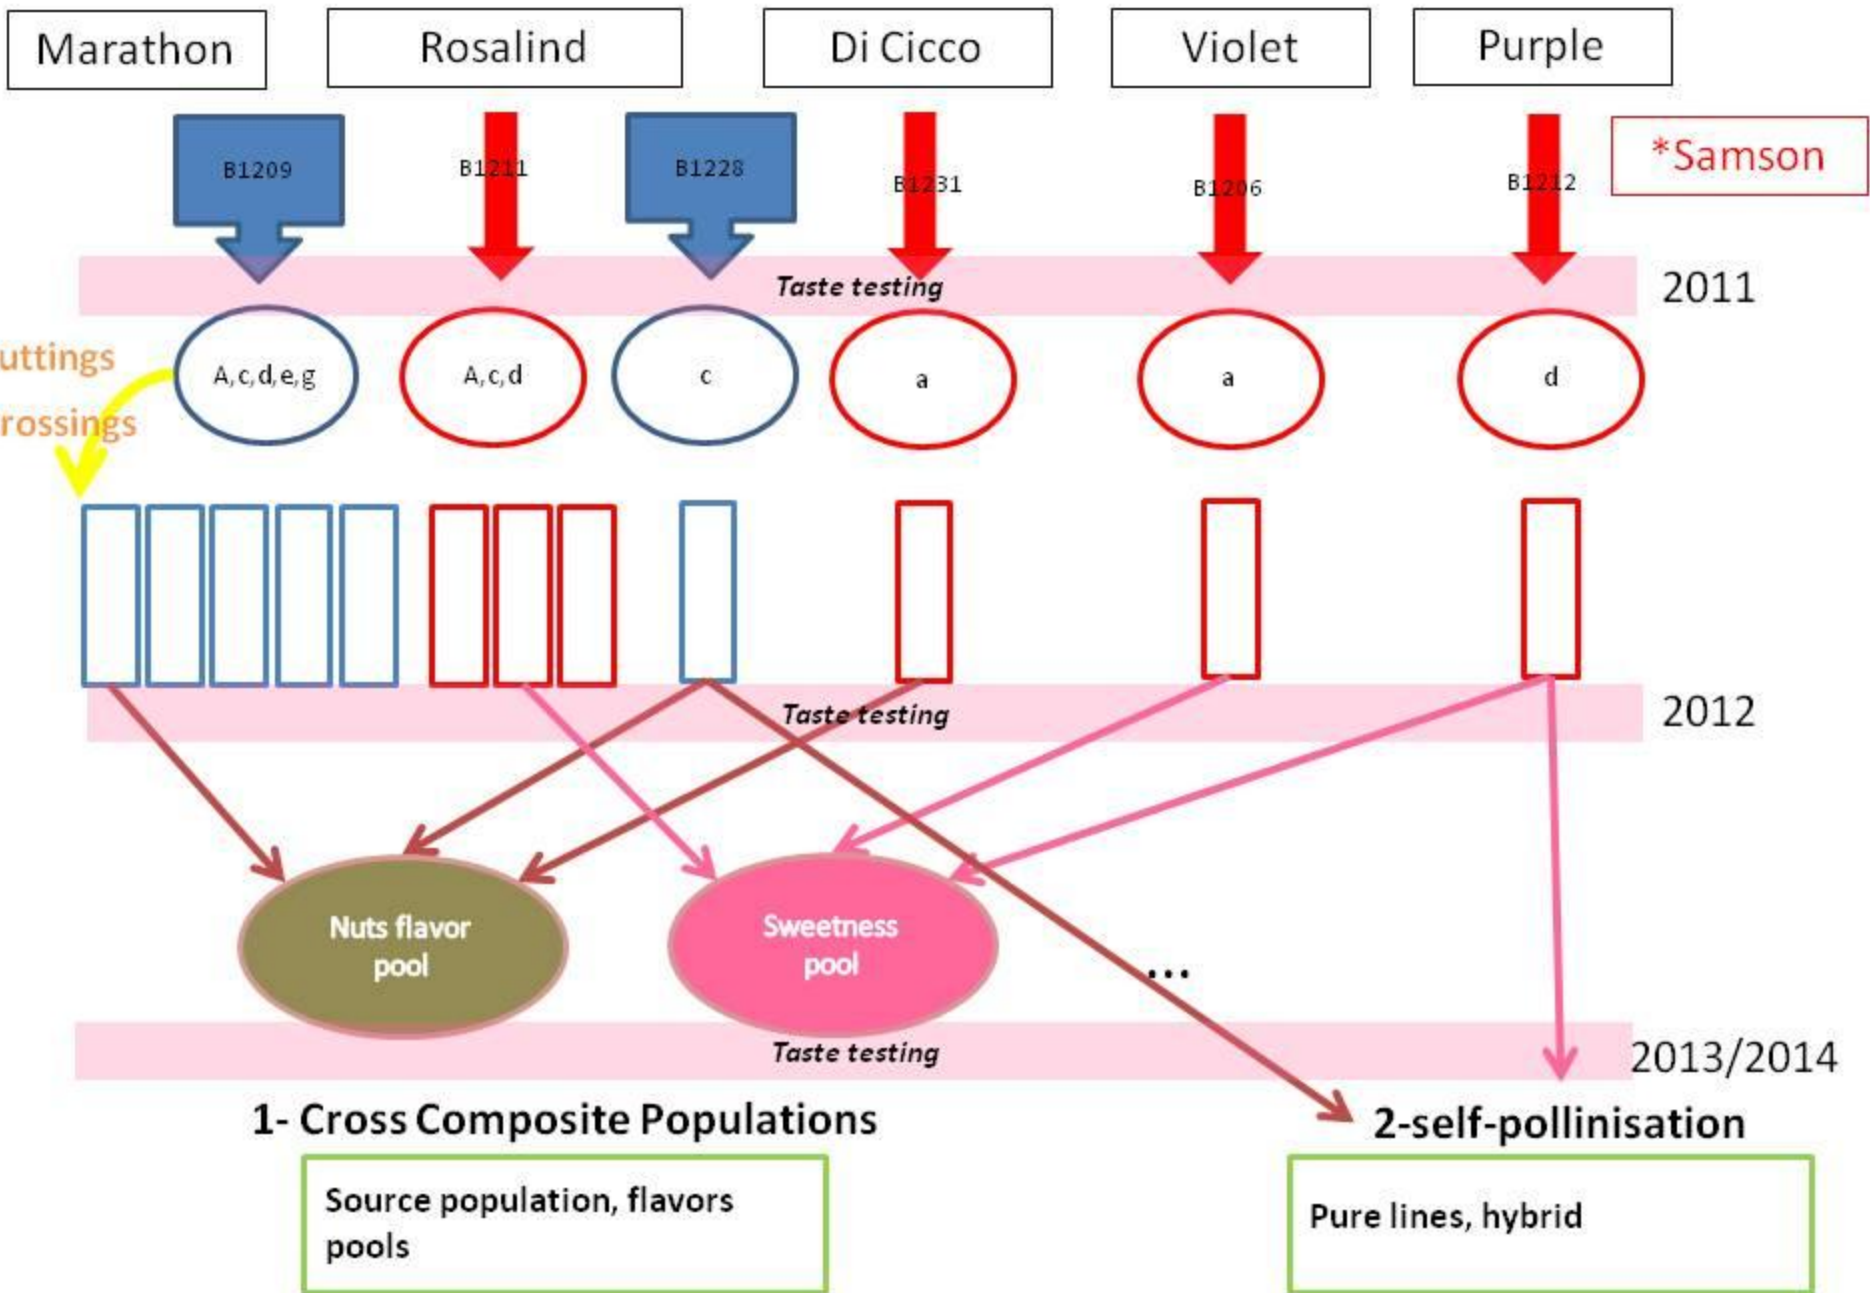 Marathon
Rosalind
Di Cicco
Violet
Purple
*Samson
B1209
B1211
B1228
B1231
B1206
B1212
Taste testing
2011
uttings
rossings
A,c,d,e,g
A,c,d
c
a
a
d
Taste testing
2012
Nuts flavor
pool
Sweetness
pool
...
Taste testing
2013/2014
1- Cross Composite Populations
2-self-pollinisation
Source population, flavors
pools
Pure lines, hybrid